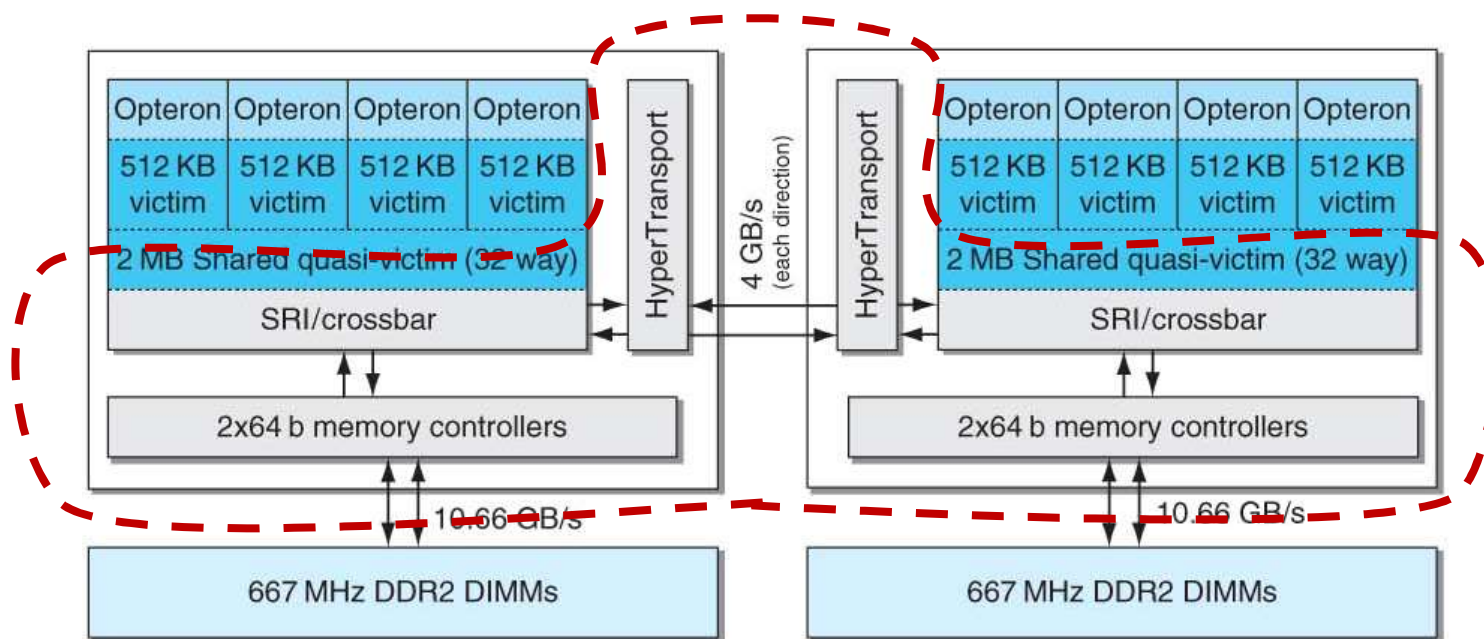 Opteron Opteron Opteron Opteron
512 KB 512 KB 512 KB 512 KB
victim victim victim victim
2 MB Shared quasi-victim (32 way)
SRI/crossbar
2x64 b memory controllers
10.66 GB/s
667 MHz DDR2 DIMMs
HyperTransport
4 GB/s
(each direction)
HyperTransport
Opteron Opteron Opteron Opteron
512 KB 512 KB 512 KB 512 KB
victim victim victim victim
2 MB Shared quasi-victim (32 way)
SRI/crossbar
2x64 b memory controllers
10.66 GB/s
667 MHz DDR2 DIMMs